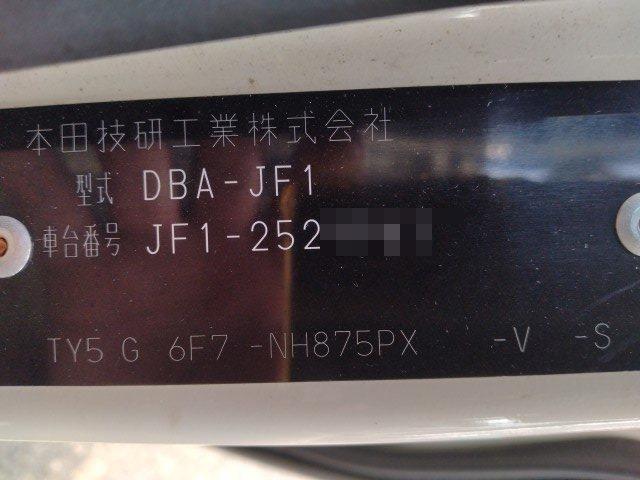 本田技研工業株式会社
型式 DBA-JF1
車台番号 JF1-252
TY5 G 6F7 -NH875PX -V -S